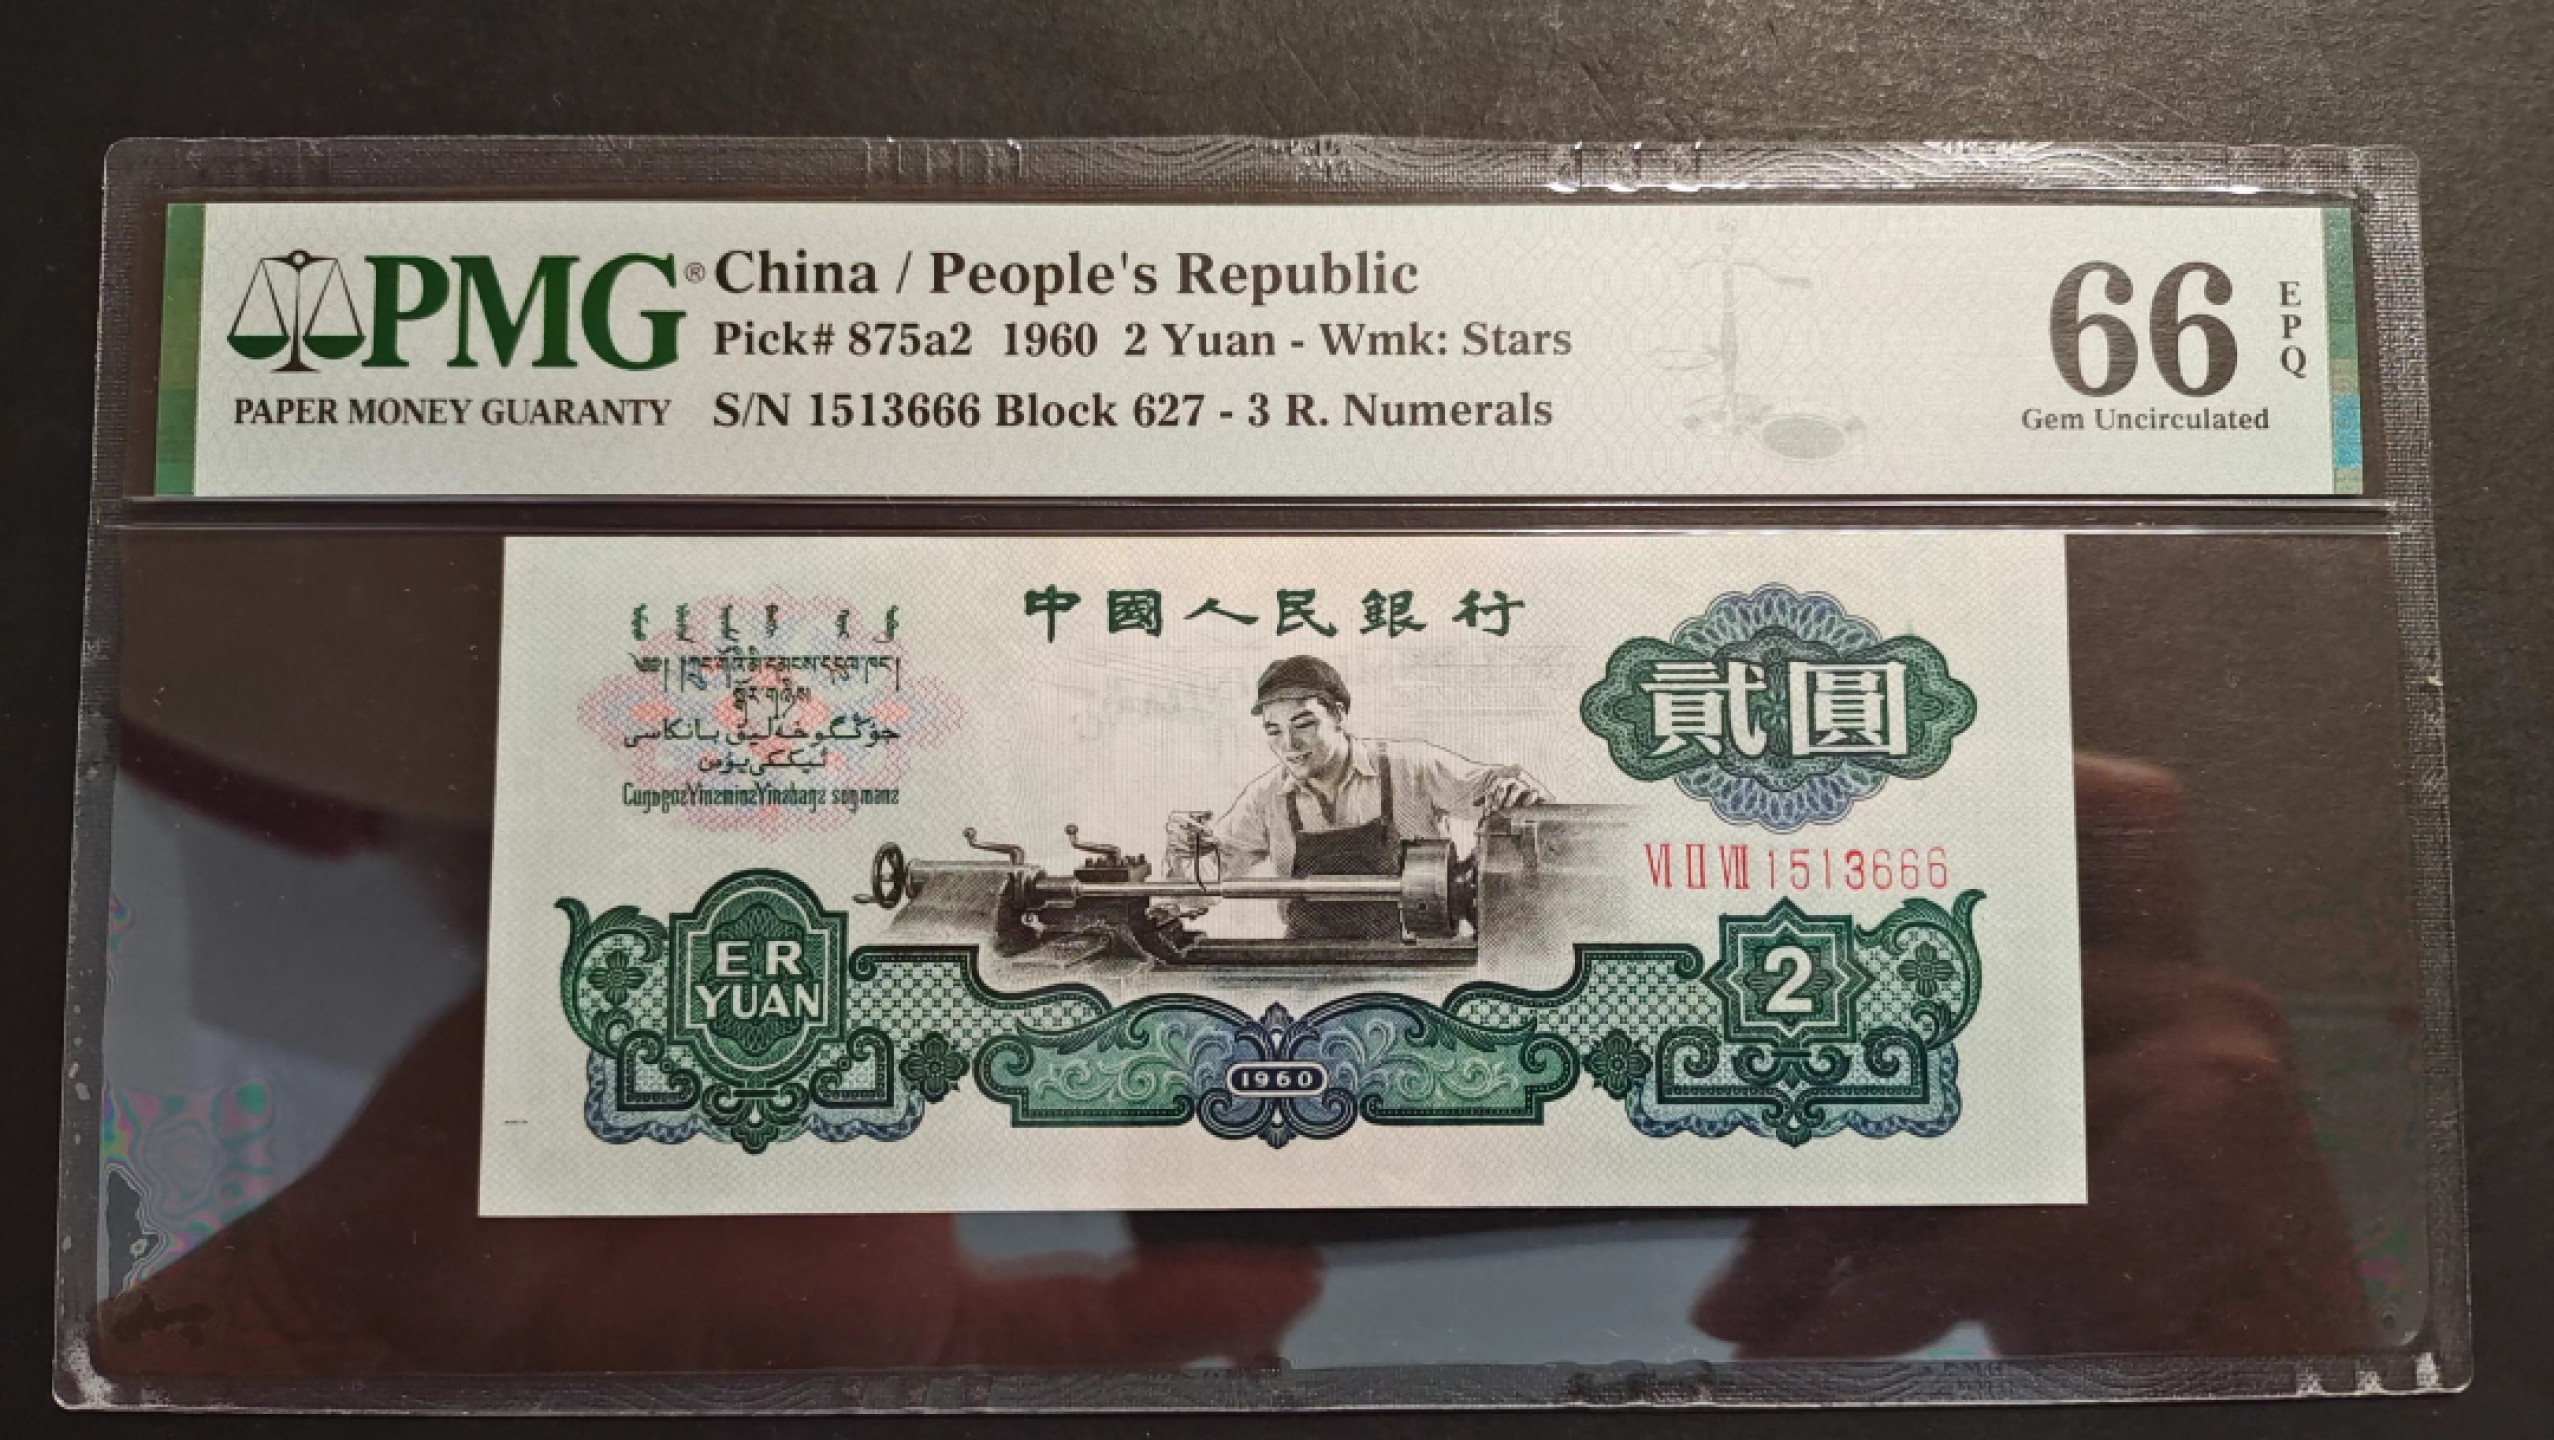 PMG®
PAPER MONEY GUARANTY
China / People's Republic
Pick# 875a2 1960 2 Yuan - Wmk: Stars
S/N 1513666 Block 627 - 3 R. Numerals
66
EPQ
Gem Uncirculated
中國人民銀行
貳圓
VI II VII 1513666
ER
YUAN
1960
2